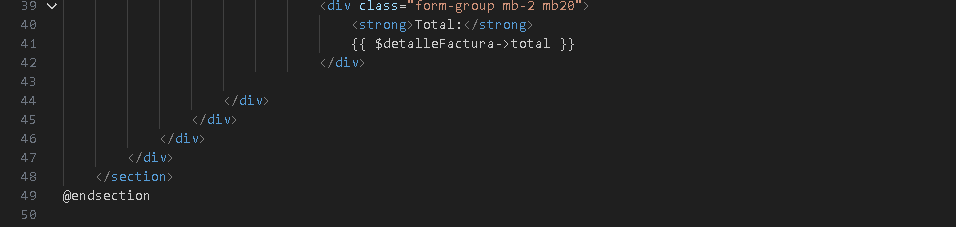 39 <div class="form-group mb-2 mb20">
40 <strong>Total:</strong>
41 {{ $detalleFactura->total }}
42 </div>
43
44 </div>
45 </div>
46 </div>
47 </div>
48 </section>
49 @endsection
50